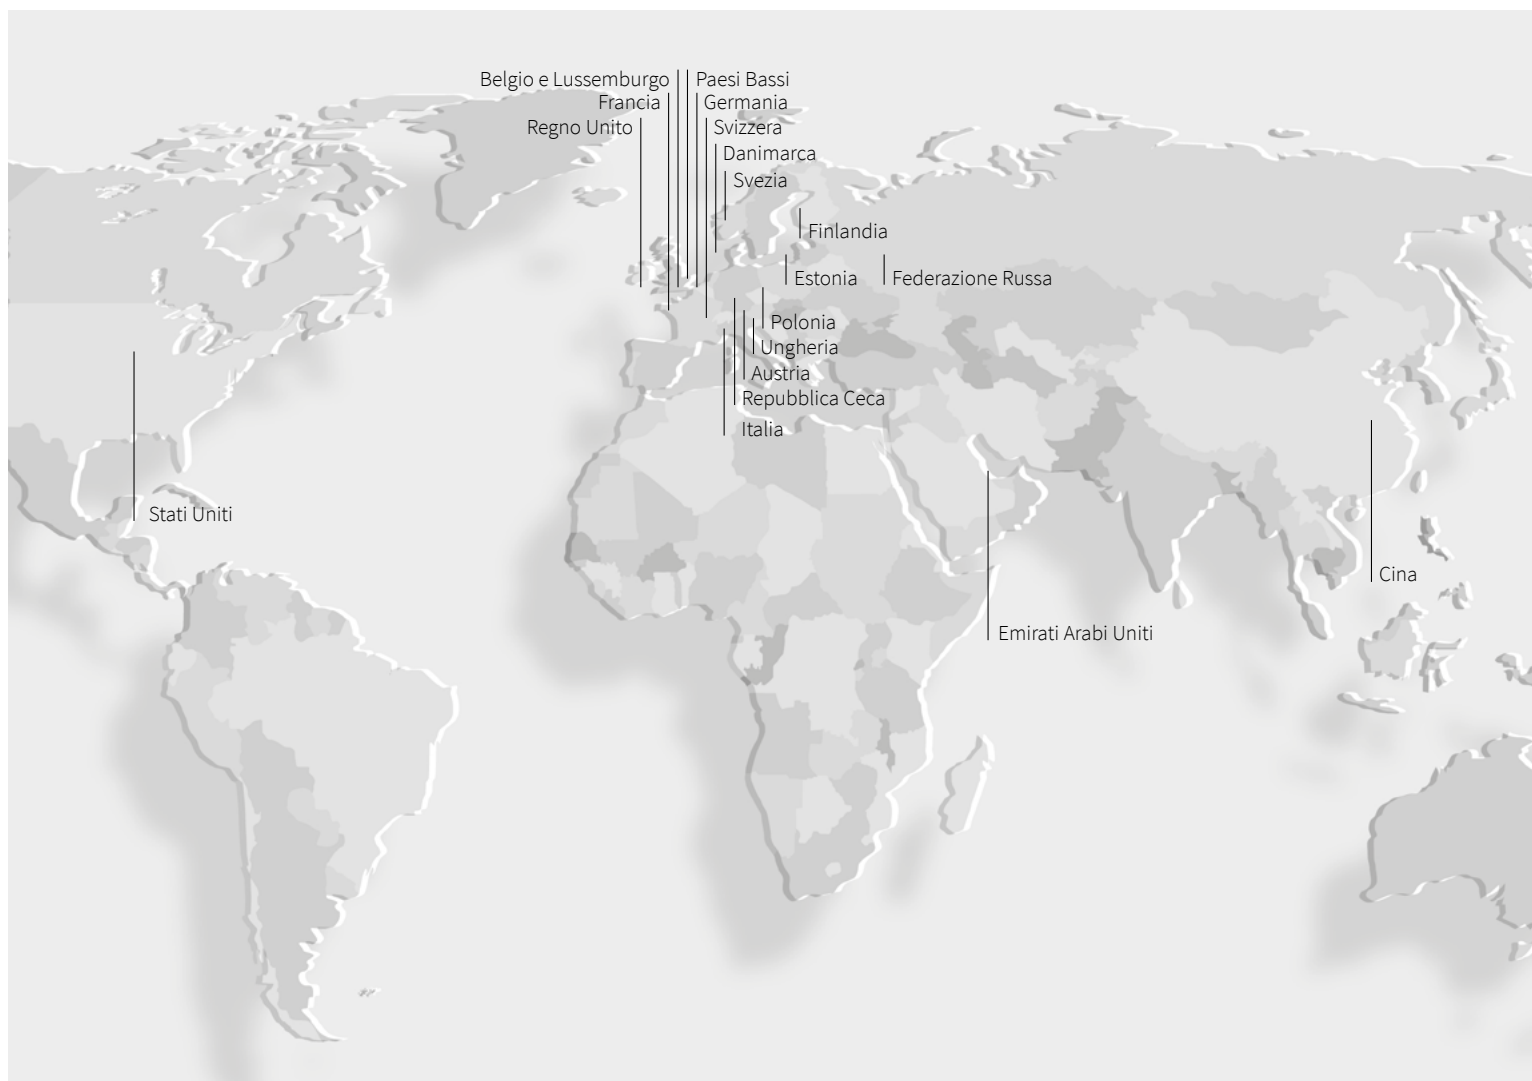 Belgio e Lussemburgo
Paesi Bassi
Francia
Germania
Regno Unito
Svizzera
Danimarca
Svezia
Finlandia
Estonia
Federazione Russa
Polonia
Ungheria
Austria
Repubblica Ceca
Italia
Stati Uniti
Cina
Emirati Arabi Uniti